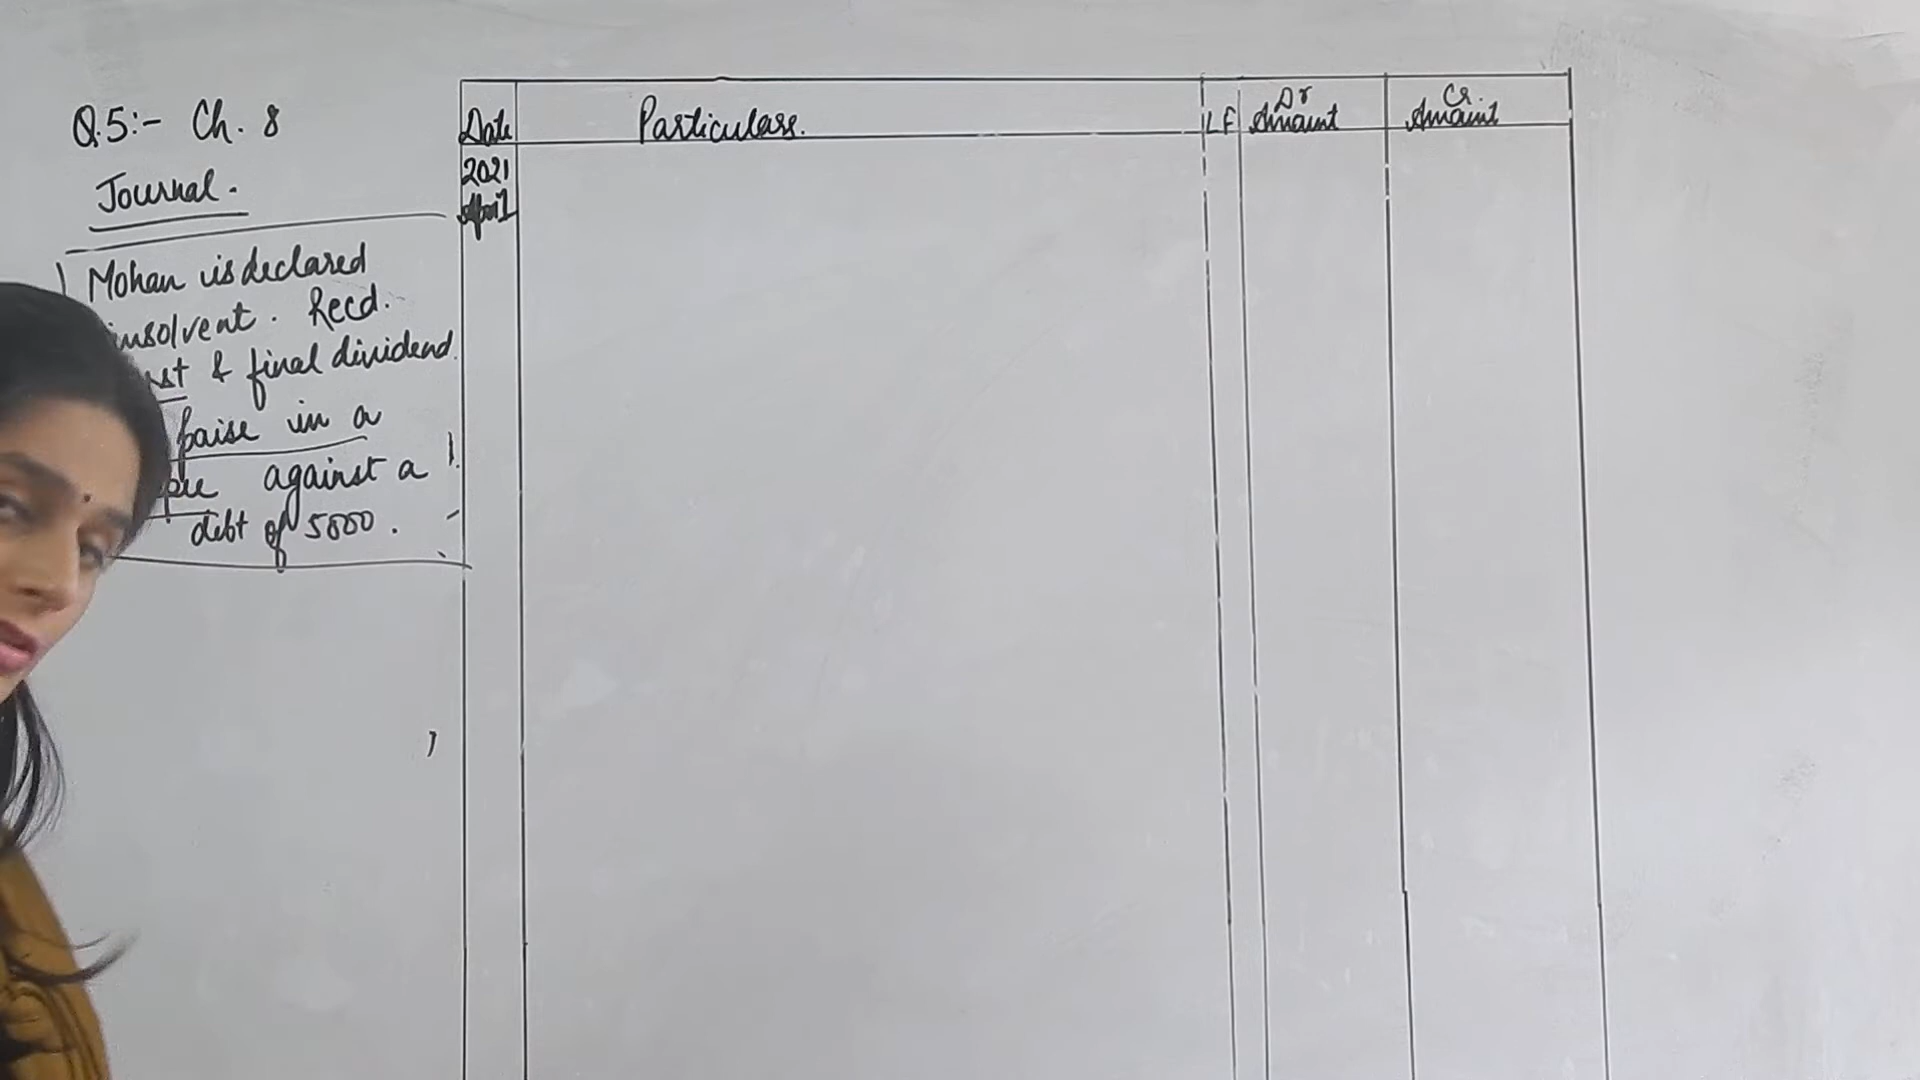 Q.5:- Ch. 8
Journal.
Mohan is declared
insolvent. Recd.
& final dividend
paise in a
against a
debt of 5000.
Date Particulars. LF Dr Amount Cr. Amount
2021
April